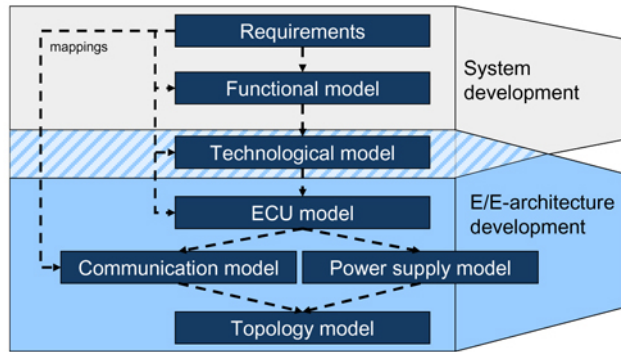 Requirements
mappings
Functional model
System
development
Technological model
ECU model
E/E-architecture
development
Communication model
Power supply model
Topology model